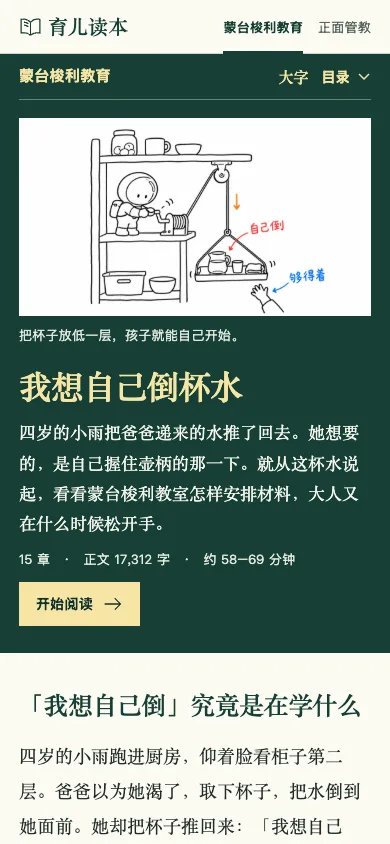 育儿读本
蒙台梭利教育 正面管教
蒙台梭利教育
大字 目录
自己倒
够得着
把杯子放低一层，孩子就能自己开始。
我想自己倒杯水
四岁的小雨把爸爸递来的水推了回去。她想要
的，是自己握住壶柄的那一下。就从这杯水说
起，看看蒙台梭利教室怎样安排材料，大人又
在什么时候松开手。
15 章 · 正文 17,312 字 · 约 58—69 分钟
开始阅读
「我想自己倒」究竟是在学什么
四岁的小雨跑进厨房，仰着脸看柜子第二
层。爸爸以为她渴了，取下杯子，把水倒到
她面前。她却把杯子推回来：「我想自己